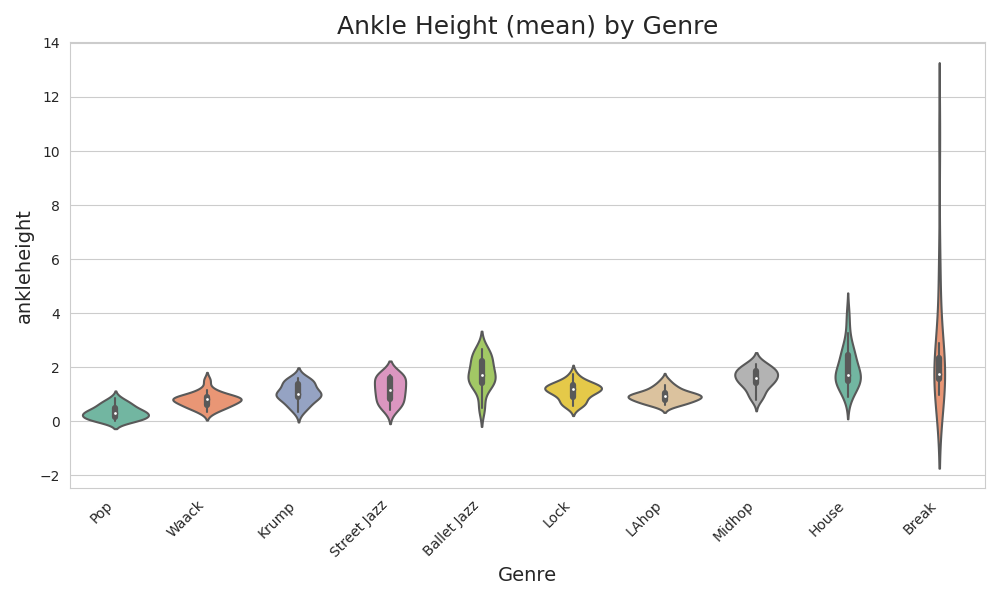 Ankle Height (mean) by Genre
ankleheight
14
12
10
8
6
4
2
0
−2
Pop
Waack
Krump
Street Jazz
Ballet Jazz
Lock
LAhop
Midhop
House
Break
Genre